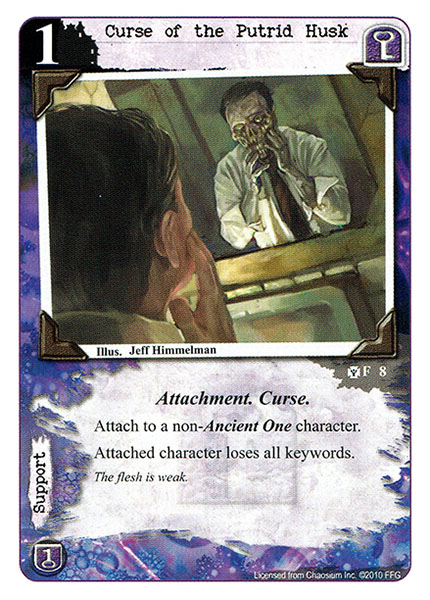 1
Curse of the Putrid Husk
Illus. Jeff Himmelman
F 8
Attachment. Curse.
Attach to a non-Ancient One character.
Attached character loses all keywords.
The flesh is weak.
Support
1
Licensed from Chaosium Inc. ©2010 FFG